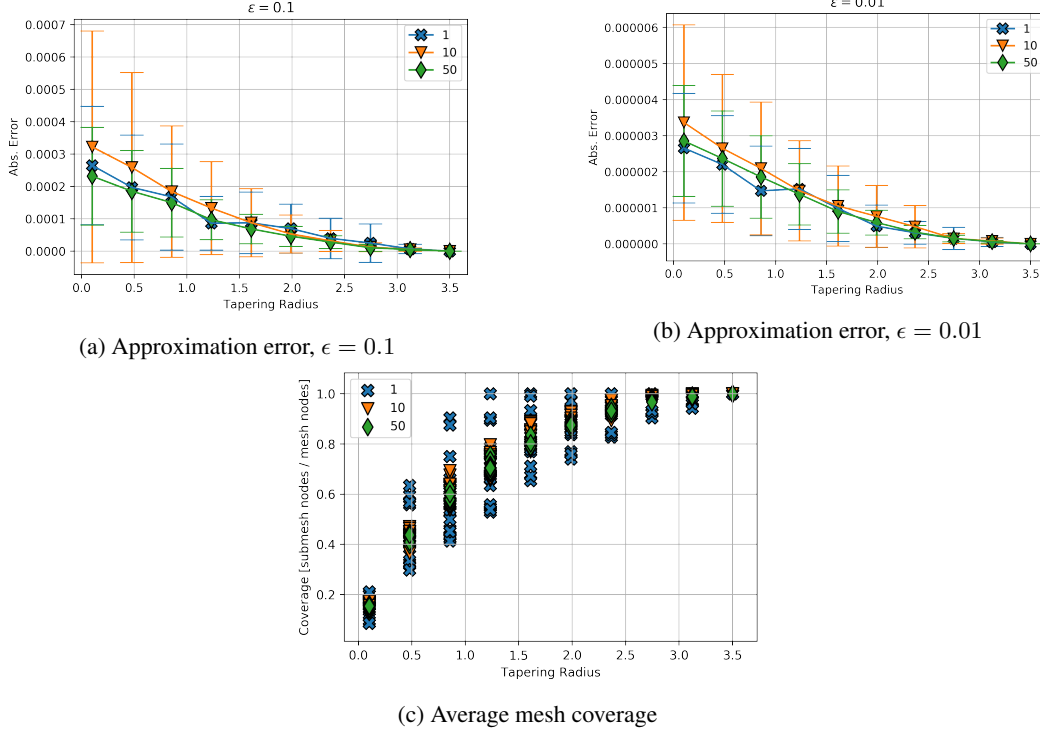 ε = 0.1
0.0007
0.0006
0.0005
0.0004
0.0003
0.0002
0.0001
0.0000
Abs. Error
1
10
50
0.0 0.5 1.0 1.5 2.0 2.5 3.0 3.5
Tapering Radius
(a) Approximation error, ϵ = 0.1
ε = 0.01
0.000006
0.000005
0.000004
0.000003
0.000002
0.000001
0.000000
Abs. Error
1
10
50
0.0 0.5 1.0 1.5 2.0 2.5 3.0 3.5
Tapering Radius
(b) Approximation error, ϵ = 0.01
1
10
50
1.0
0.8
0.6
0.4
0.2
Coverage [submesh nodes / mesh nodes]
0.0 0.5 1.0 1.5 2.0 2.5 3.0 3.5
Tapering Radius
(c) Average mesh coverage